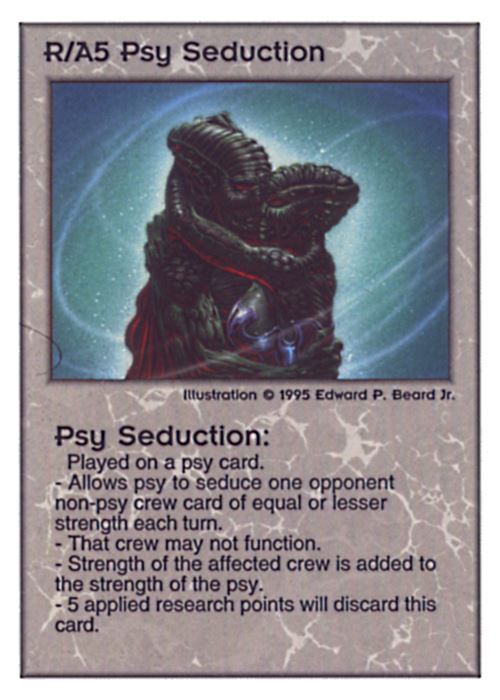 R/A5 Psy Seduction
Illustration © 1995 Edward P. Beard Jr.
Psy Seduction:
Played on a psy card.
- Allows psy to seduce one opponent
non-psy crew card of equal or lesser
strength each turn.
- That crew may not function.
- Strength of the affected crew is added to
the strength of the psy.
- 5 applied research points will discard this
card.